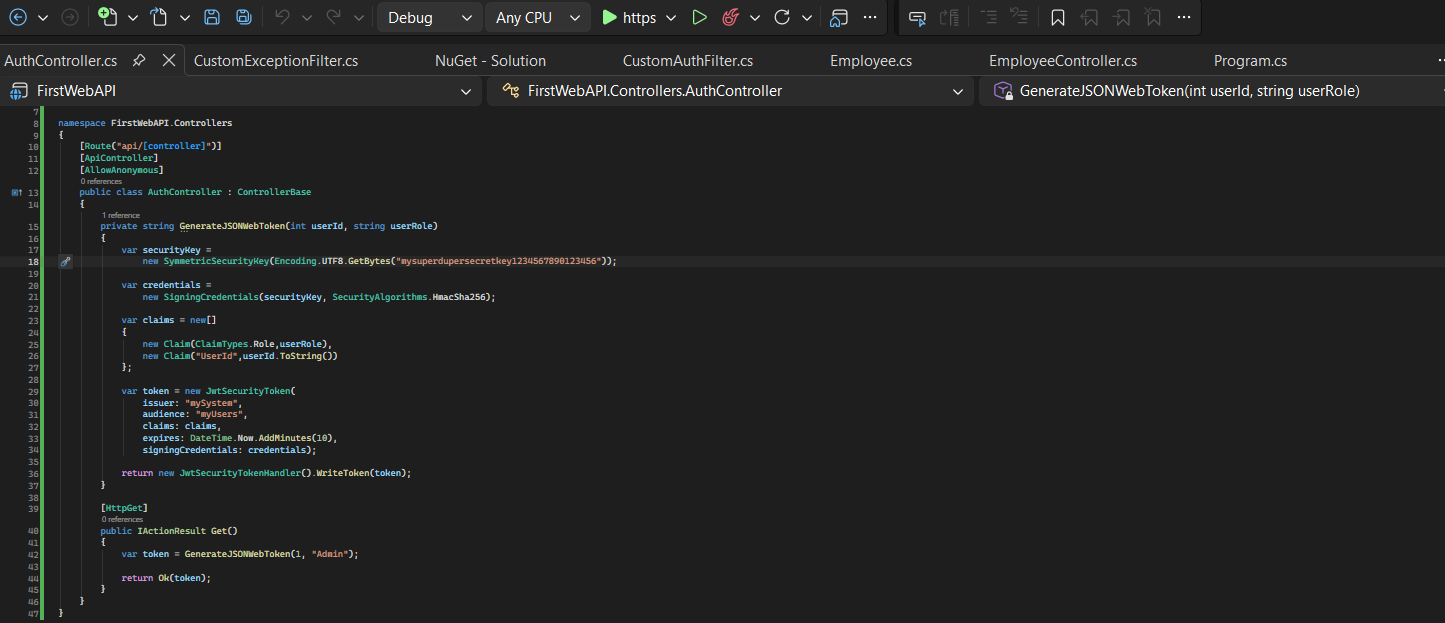 Debug Any CPU https
AuthController.cs CustomExceptionFilter.cs NuGet - Solution CustomAuthFilter.cs Employee.cs EmployeeController.cs Program.cs
FirstWebAPI FirstWebAPI.Controllers.AuthController GenerateJSONWebToken(int userId, string userRole)
7
8 namespace FirstWebAPI.Controllers
9 {
10 [Route("api/[controller]")]
11 [ApiController]
12 [AllowAnonymous]
0 references
13 public class AuthController : ControllerBase
14 {
1 reference
15 private string GenerateJSONWebToken(int userId, string userRole)
16 {
17 var securityKey =
18 new SymmetricSecurityKey(Encoding.UTF8.GetBytes("mysuperdupersecretkey1234567890123456"));
19
20 var credentials =
21 new SigningCredentials(securityKey, SecurityAlgorithms.HmacSha256);
22
23 var claims = new[]
24 {
25 new Claim(ClaimTypes.Role,userRole),
26 new Claim("UserId",userId.ToString())
27 };
28
29 var token = new JwtSecurityToken(
30 issuer: "mySystem",
31 audience: "myUsers",
32 claims: claims,
33 expires: DateTime.Now.AddMinutes(10),
34 signingCredentials: credentials);
35
36 return new JwtSecurityTokenHandler().WriteToken(token);
37 }
38
39 [HttpGet]
0 references
40 public IActionResult Get()
41 {
42 var token = GenerateJSONWebToken(1, "Admin");
43
44 return Ok(token);
45 }
46 }
47 }